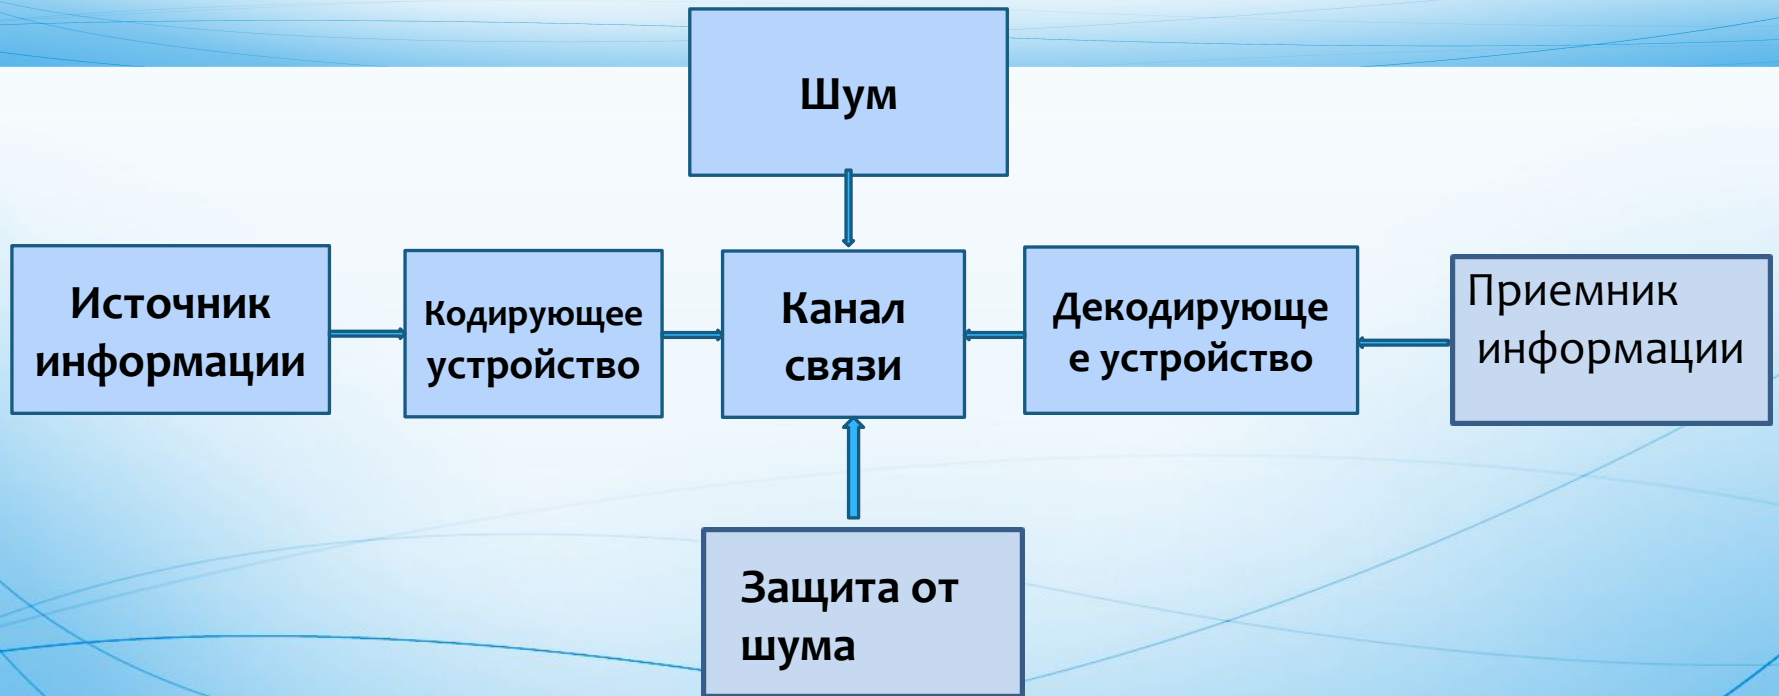 Шум
Источник
информации
Кодирующее
устройство
Канал
связи
Декодирующе
е устройство
Приемник
информации
Защита от
шума